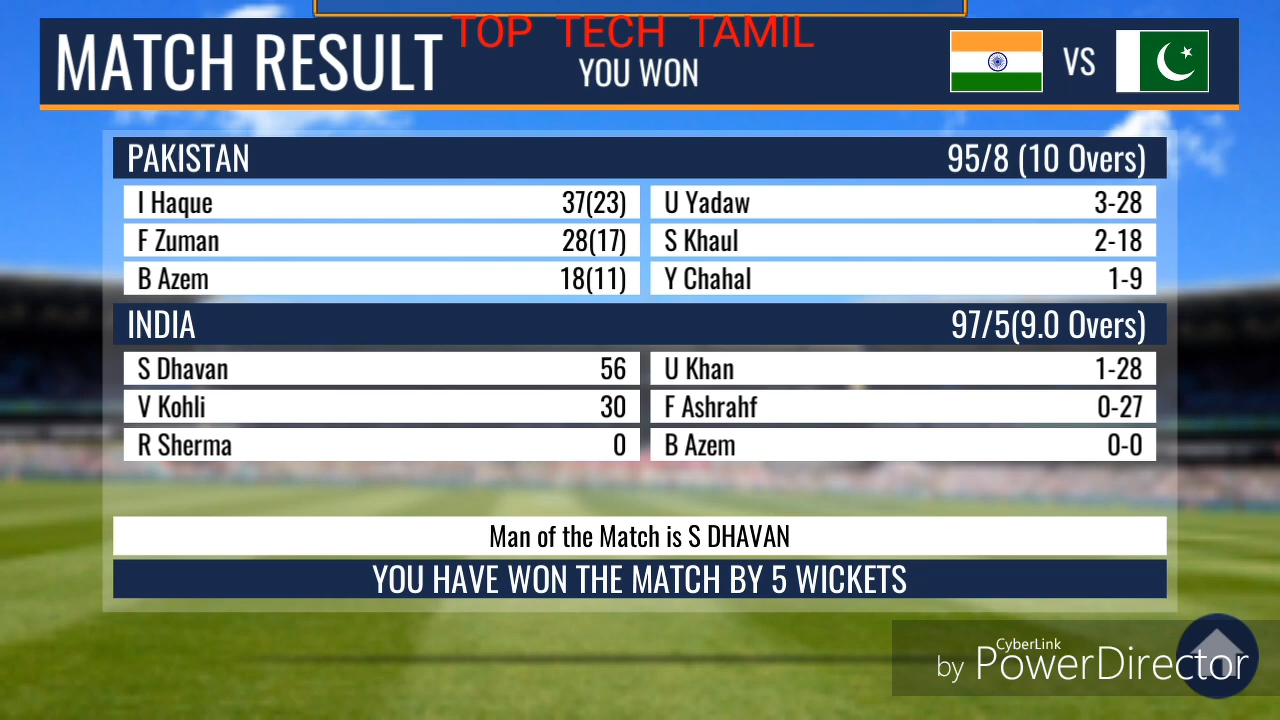 TOP TECH TAMIL
MATCH RESULT
YOU WON
VS
PAKISTAN 95/8 (10 Overs)
I Haque 37(23) U Yadaw 3-28
F Zuman 28(17) S Khaul 2-18
B Azem 18(11) Y Chahal 1-9
INDIA 97/5(9.0 Overs)
S Dhavan 56 U Khan 1-28
V Kohli 30 F Ashrahf 0-27
R Sherma 0 B Azem 0-0
Man of the Match is S DHAVAN
YOU HAVE WON THE MATCH BY 5 WICKETS
CyberLink
by PowerDirector